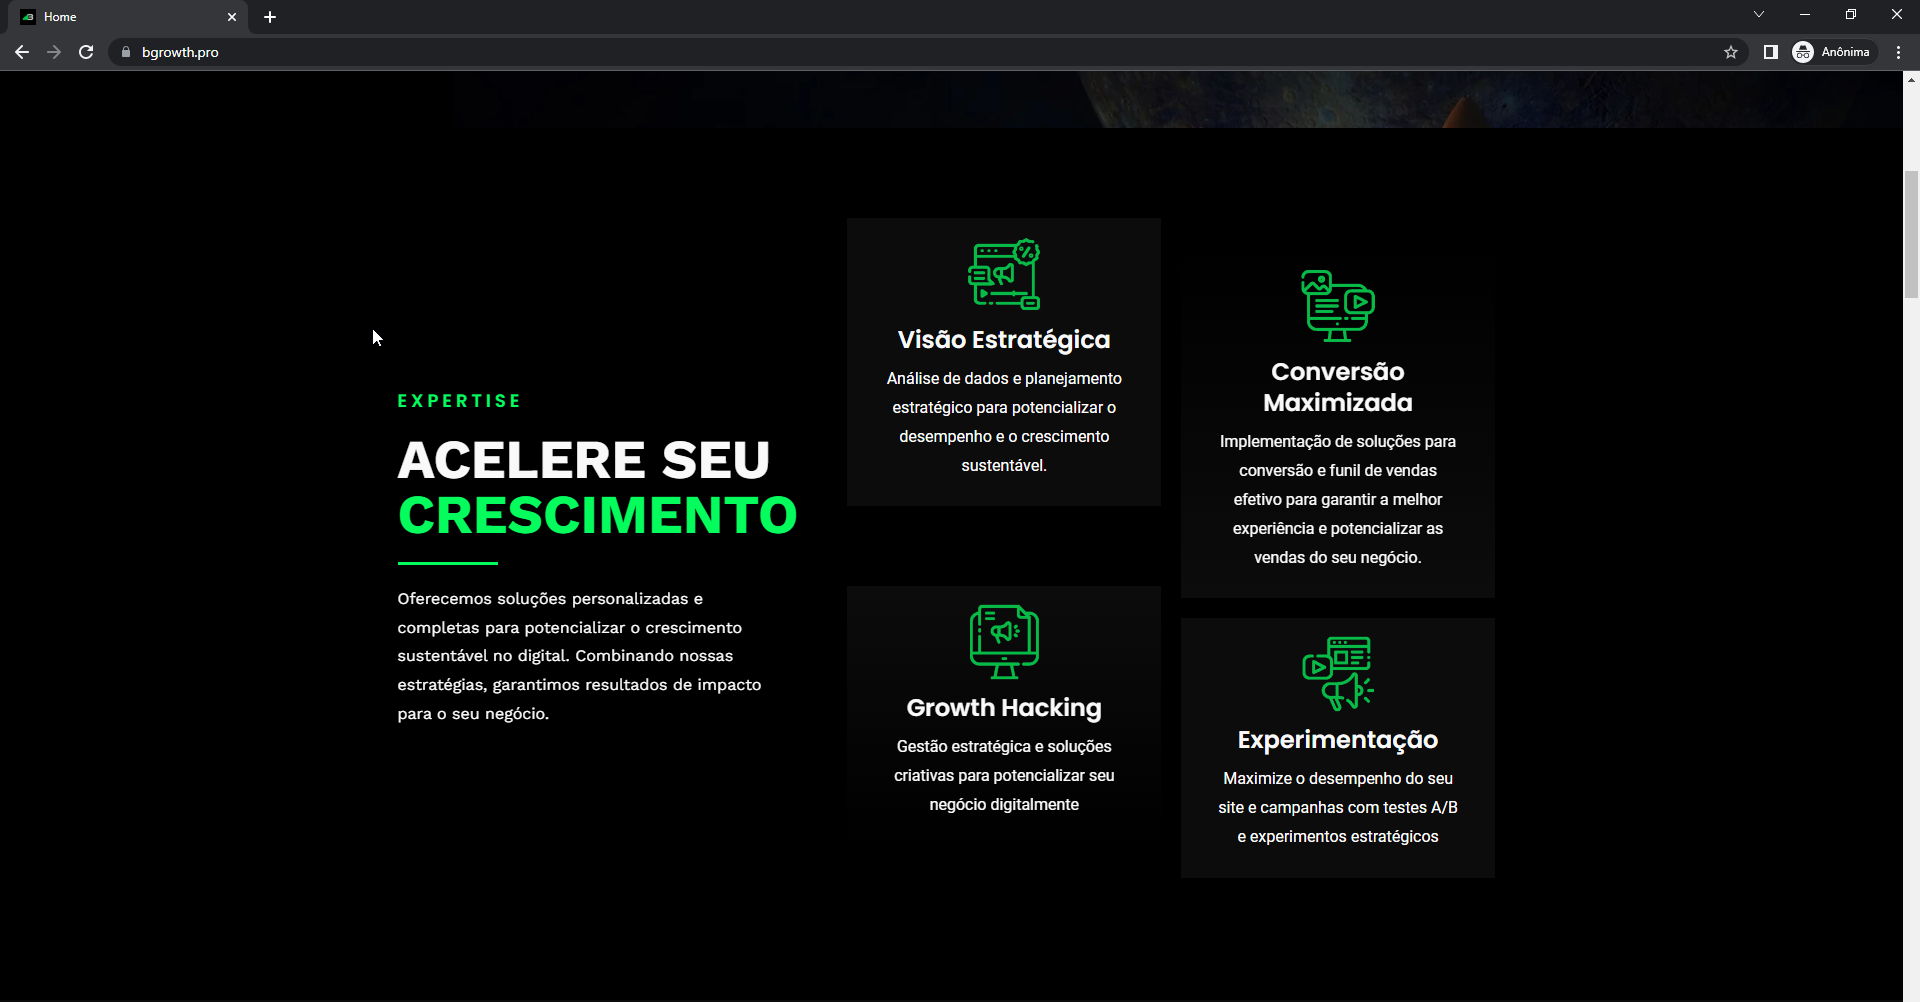 Home
bgrowth.pro
Anônima
EXPERTISE
ACELERE SEU
CRESCIMENTO
Oferecemos soluções personalizadas e
completas para potencializar o crescimento
sustentável no digital. Combinando nossas
estratégias, garantimos resultados de impacto
para o seu negócio.
Visão Estratégica
Análise de dados e planejamento
estratégico para potencializar o
desempenho e o crescimento
sustentável.
Conversão
Maximizada
Implementação de soluções para
conversão e funil de vendas
efetivo para garantir a melhor
experiência e potencializar as
vendas do seu negócio.
Growth Hacking
Gestão estratégica e soluções
criativas para potencializar seu
negócio digitalmente
Experimentação
Maximize o desempenho do seu
site e campanhas com testes A/B
e experimentos estratégicos